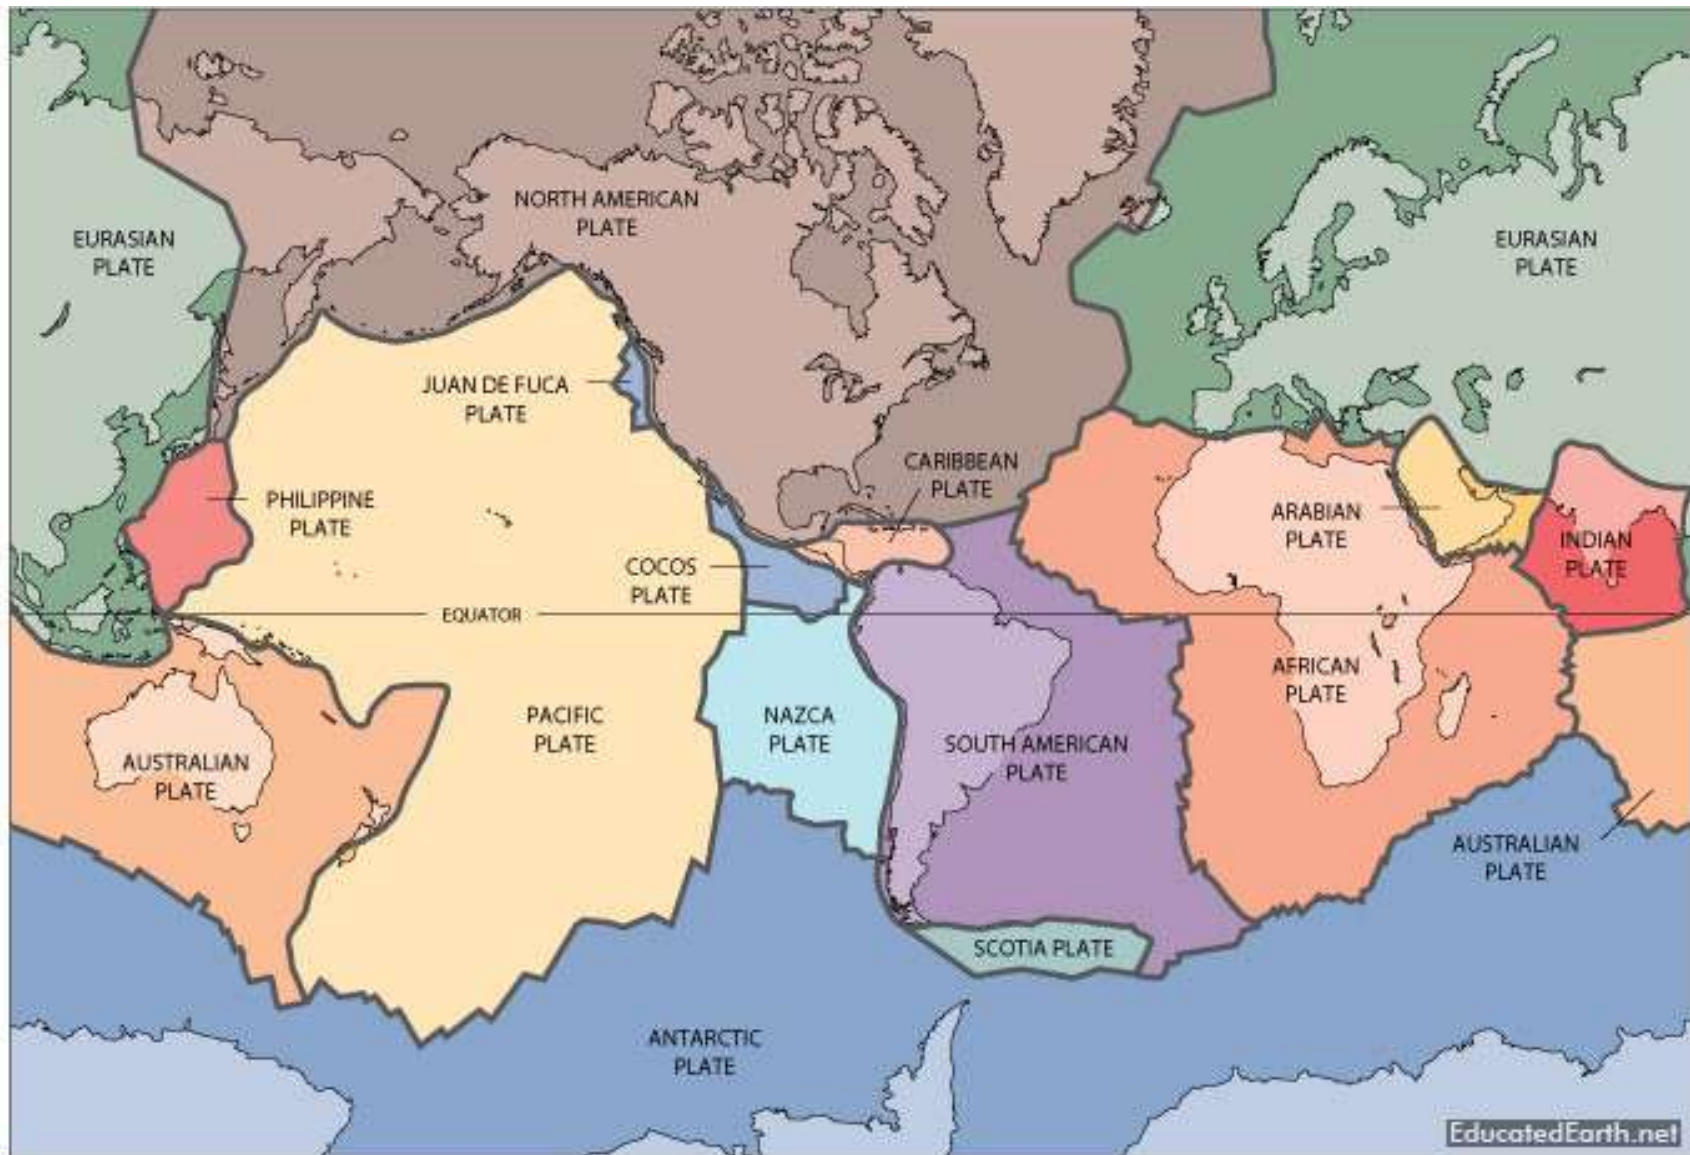 NORTH AMERICAN
PLATE
EURASIAN
PLATE
EURASIAN
PLATE
JUAN DE FUCA
PLATE
CARIBBEAN
PLATE
PHILIPPINE
PLATE
ARABIAN
PLATE
INDIAN
PLATE
COCOS
PLATE
EQUATOR
AFRICAN
PLATE
PACIFIC
PLATE
NAZCA
PLATE
SOUTH AMERICAN
PLATE
AUSTRALIAN
PLATE
AUSTRALIAN
PLATE
SCOTIA PLATE
ANTARCTIC
PLATE
EducatedEarth.net